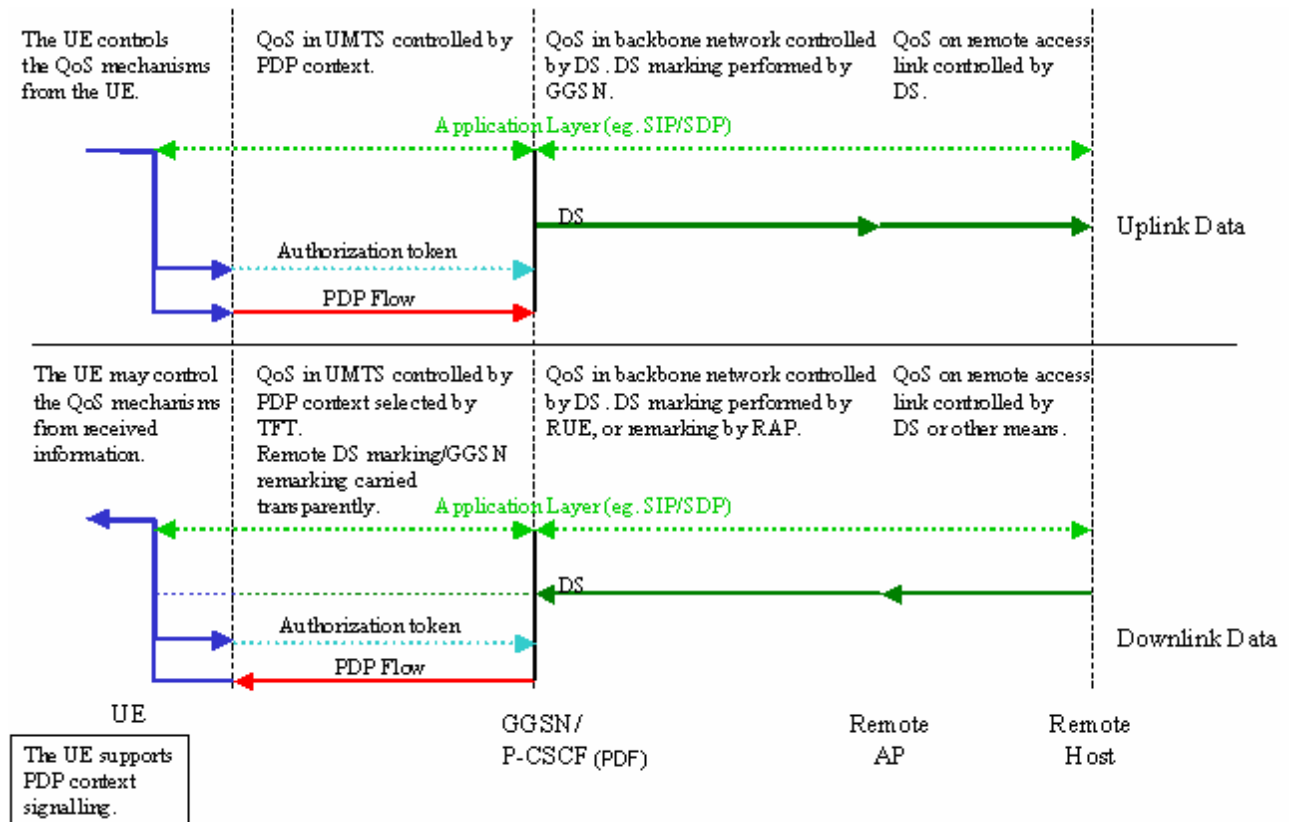 The UE controls
the QoS mechanisms
from the UE.
QoS in UMTS controlled by
PDP context.
QoS in backbone network controlled
by DS. DS marking performed by
GGSN.
QoS on remote access
link controlled by
DS.
Application Layer (eg. SIP/SDP)
DS
Uplink Data
Authorization token
PDP Flow
The UE may control
the QoS mechanisms
from received
information.
QoS in UMTS controlled by
PDP context selected by
TFT.
Remote DS marking/GGSN
remarking carried
transparently.
QoS in backbone network controlled
by DS. DS marking performed by
RUE, or remarking by RAP.
QoS on remote access
link controlled by
DS or other means.
Application Layer (eg. SIP/SDP)
DS
Authorization token
Downlink Data
PDP Flow
UE
GGSN/
P-CSCF (PDF)
Remote
AP
Remote
Host
The UE supports
PDP context
signalling.